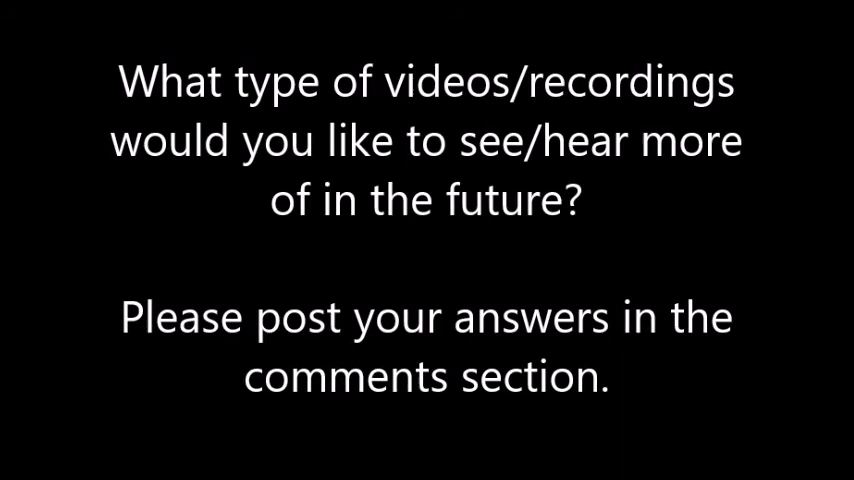 What type of videos/recordings
would you like to see/hear more
of in the future?
Please post your answers in the
comments section.